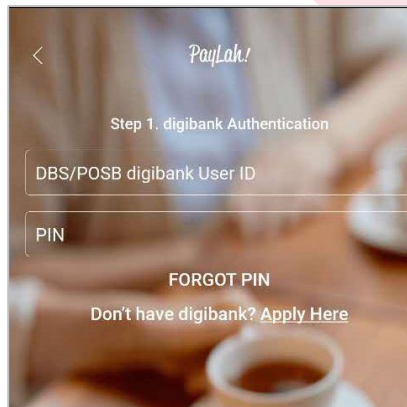 PayLah!
Step 1. digibank Authentication
DBS/POSB digibank User ID
PIN
FORGOT PIN
Don't have digibank? Apply Here